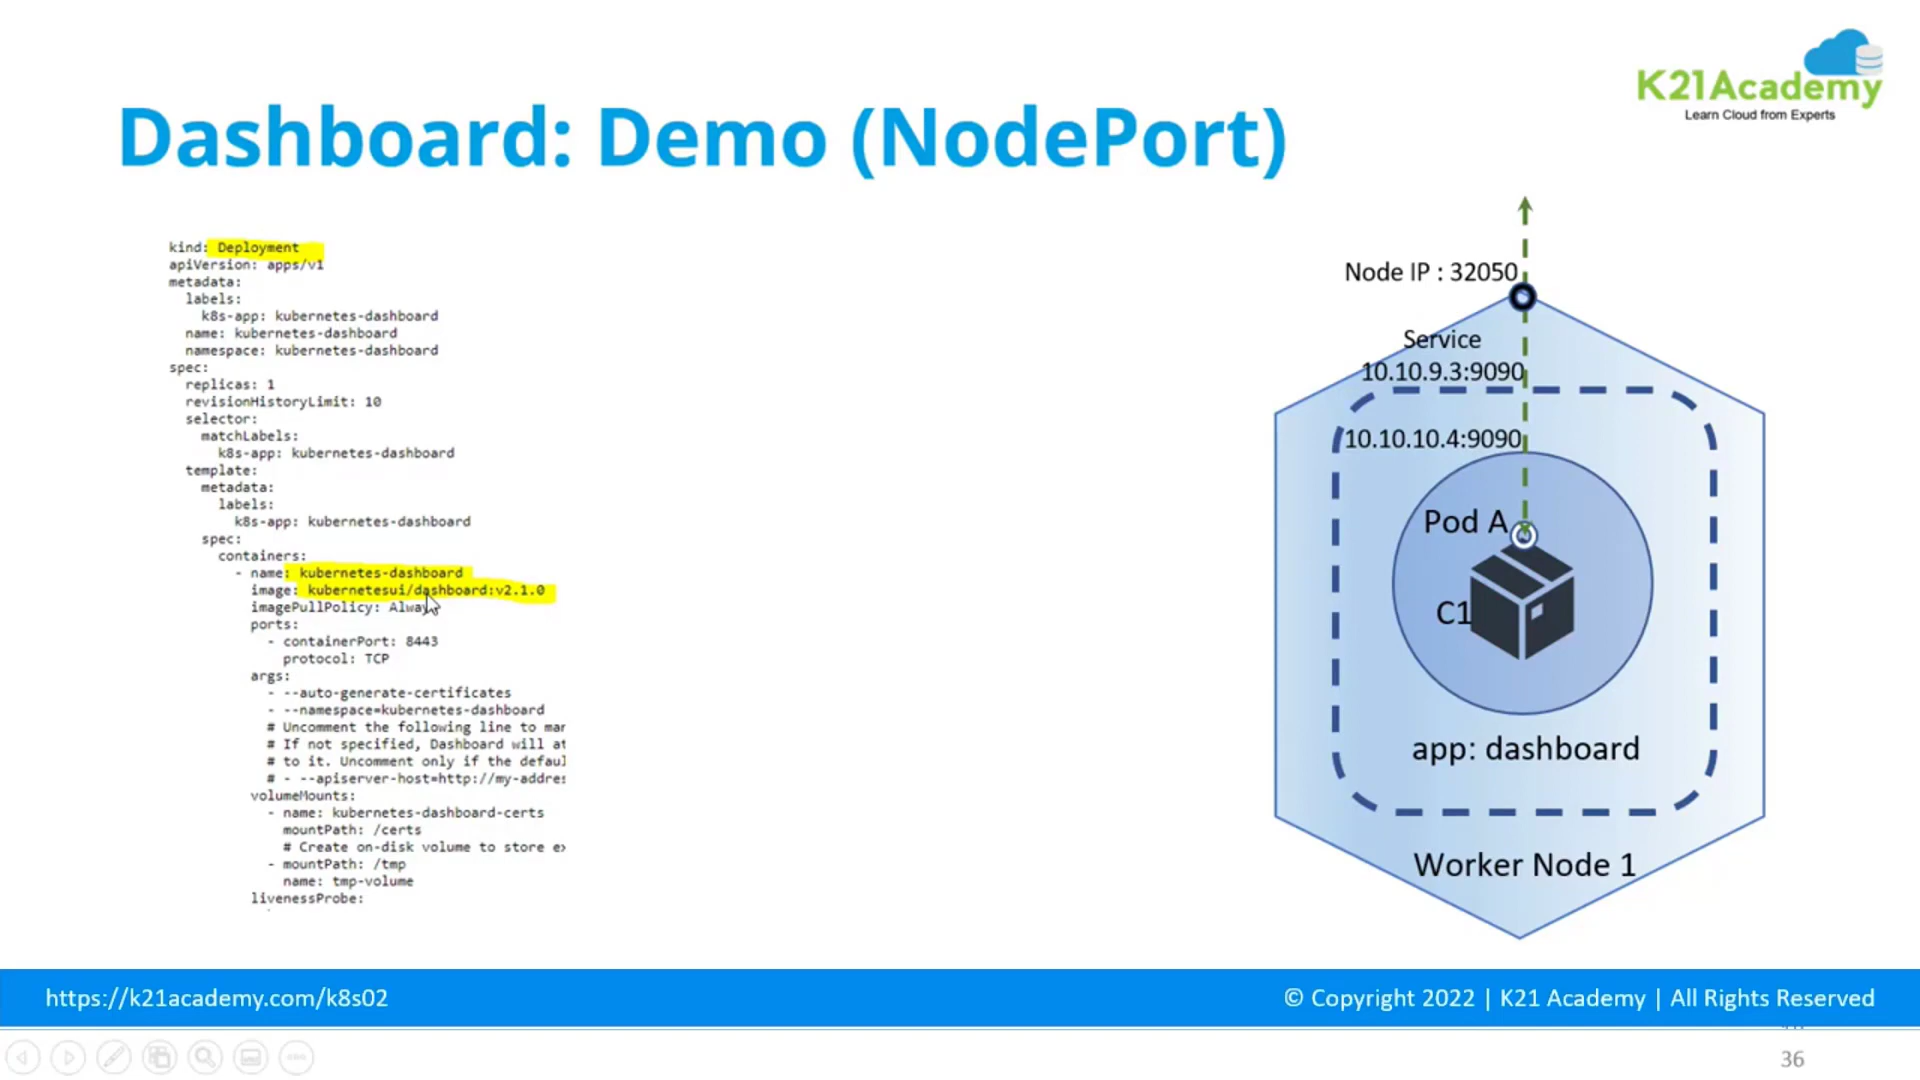 K21Academy
Learn Cloud from Experts
Dashboard: Demo (NodePort)
kind: Deployment
apiVersion: apps/v1
metadata:
labels:
k8s-app: kubernetes-dashboard
name: kubernetes-dashboard
namespace: kubernetes-dashboard
spec:
replicas: 1
revisionHistoryLimit: 10
selector:
matchLabels:
k8s-app: kubernetes-dashboard
template:
metadata:
labels:
k8s-app: kubernetes-dashboard
spec:
containers:
- name: kubernetes-dashboard
image: kubernetesui/dashboard:v2.1.0
imagePullPolicy:
ports:
- containerPort: 8443
protocol: TCP
args:
- --auto-generate-certificates
- --namespace=kubernetes-dashboard
# Uncomment the following line to
# If not specified, Dashboard will
# to it. Uncomment only if the
# - --apiserver-host=http://my-addre
volumeMounts:
- name: kubernetes-dashboard-certs
mountPath: /certs
# Create on-disk volume to store
- mountPath: /tmp
name: tmp-volume
livenessProbe:
Node IP : 32050
Service
10.10.9.3:9090
10.10.10.4:9090
Pod A
C1
app: dashboard
Worker Node 1
https://k21academy.com/k8s02
© Copyright 2022 | K21 Academy | All Rights Reserved
36